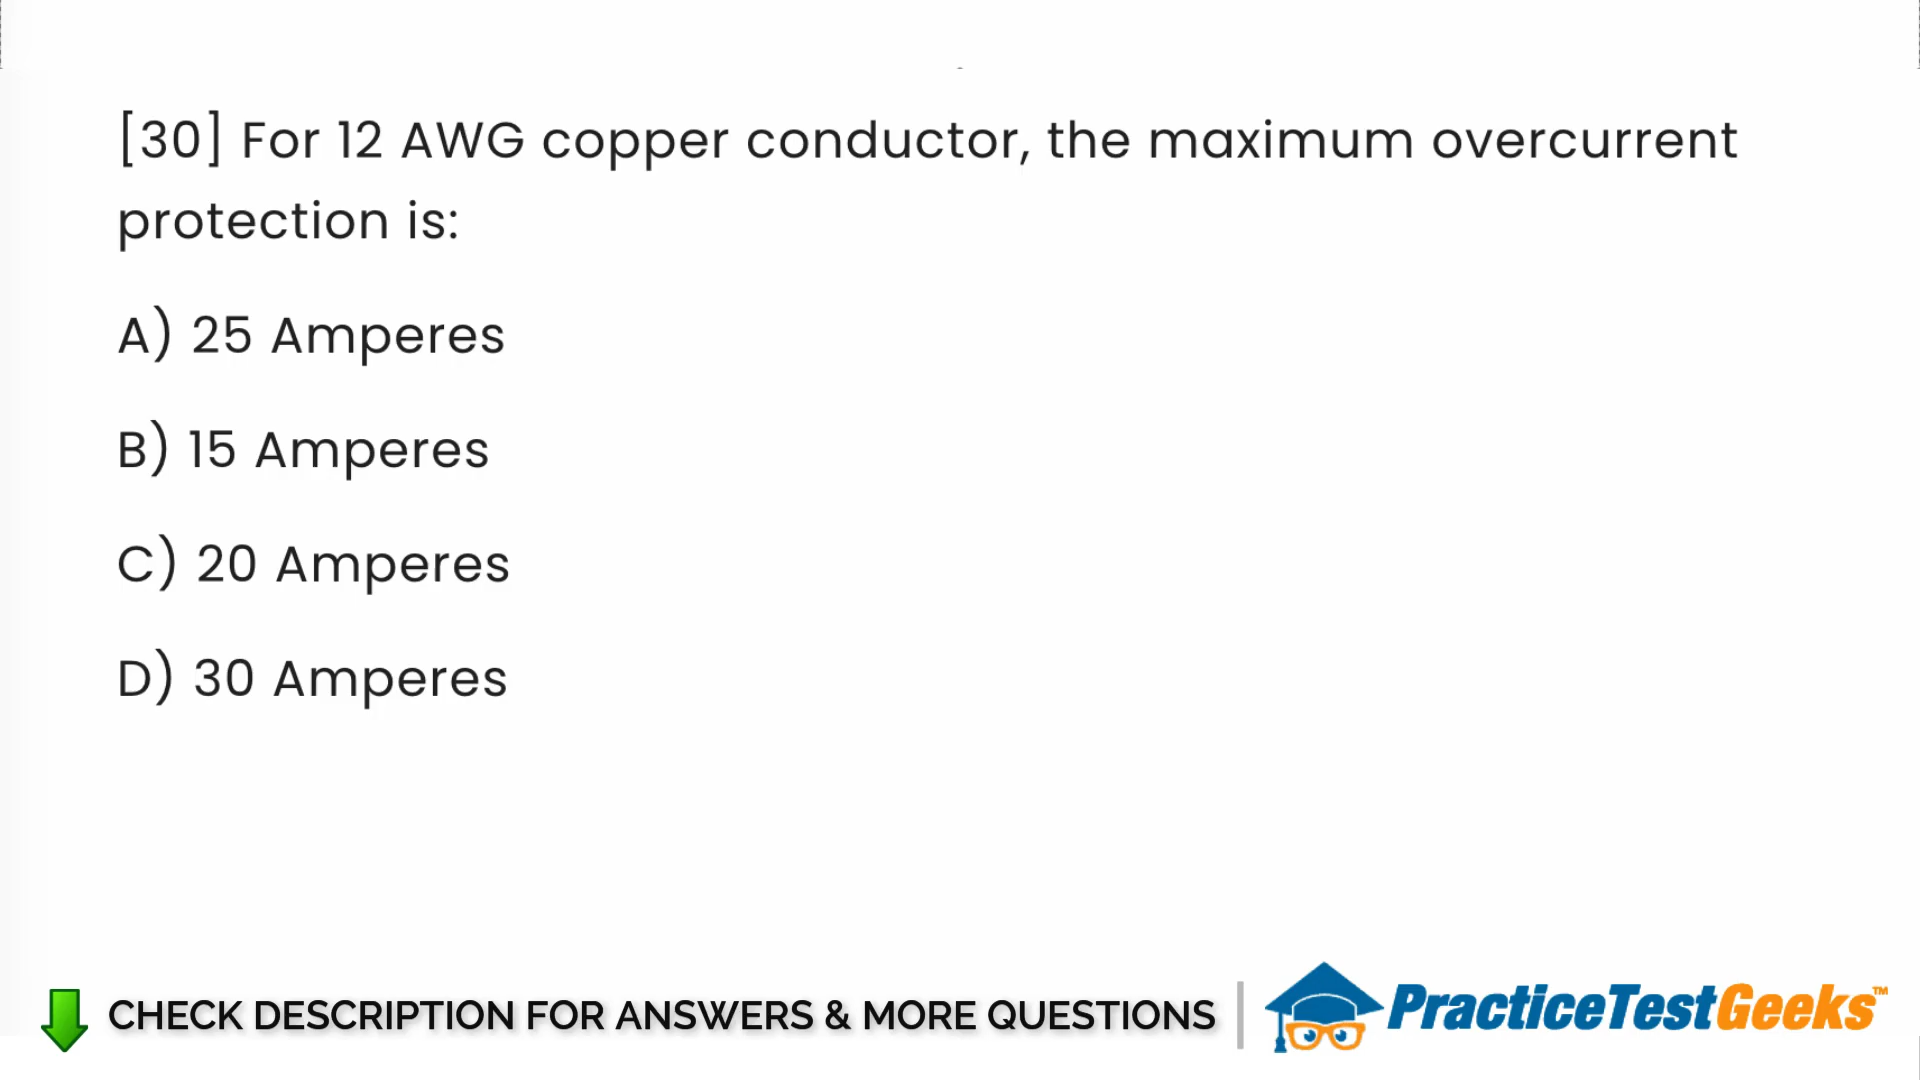 [30] For 12 AWG copper conductor, the maximum overcurrent
protection is:
A) 25 Amperes
B) 15 Amperes
C) 20 Amperes
D) 30 Amperes
CHECK DESCRIPTION FOR ANSWERS & MORE QUESTIONS
PracticeTestGeeks™